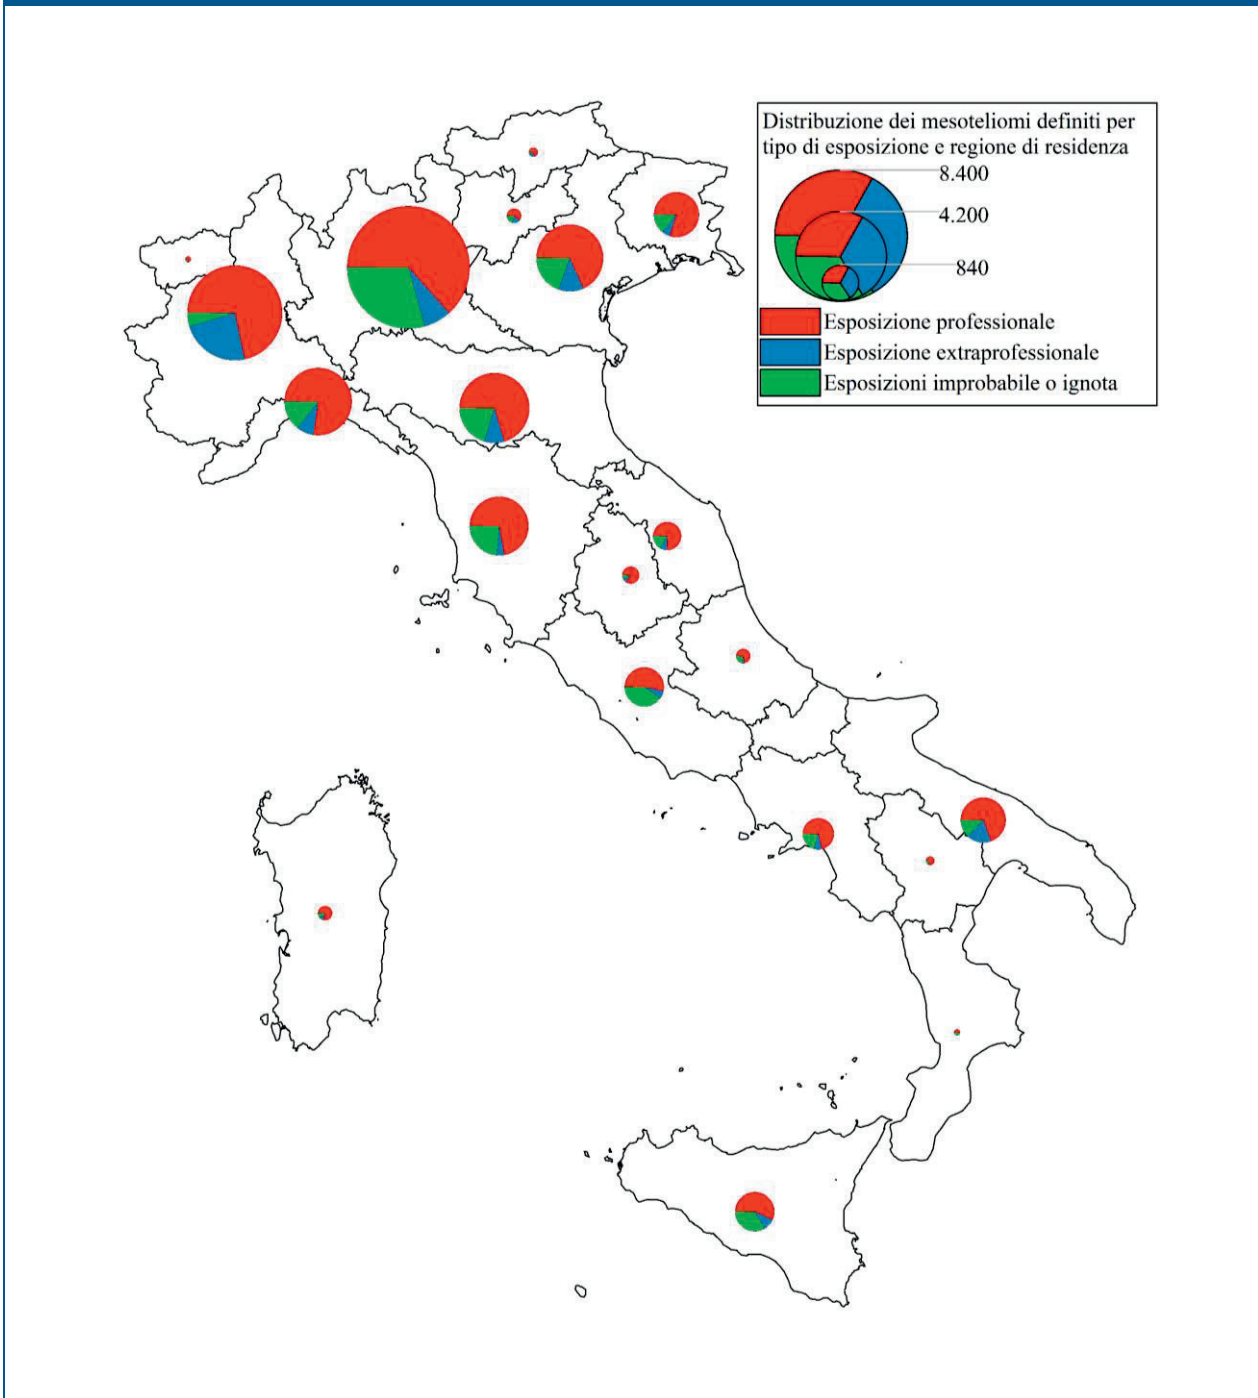 Distribuzione dei mesoteliomi definiti per
tipo di esposizione e regione di residenza
8.400
4.200
840
Esposizione professionale
Esposizione extraprofessionale
Esposizioni improbabile o ignota